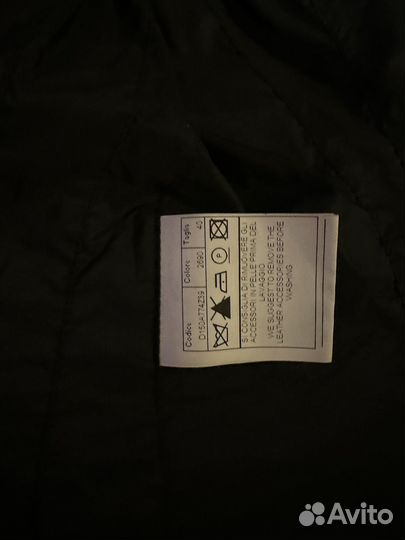 Codice Colore Taglia
D150A774Z39 2690 40
P
SI CONSIGLIA DI RIMUOVERE GLI
ACCESSORI IN PELLE PRIMA DEL
LAVAGGIO
WE SUGGEST TO REMOVE THE
LEATHER ACCESSORIES BEFORE
WASHING
Avito